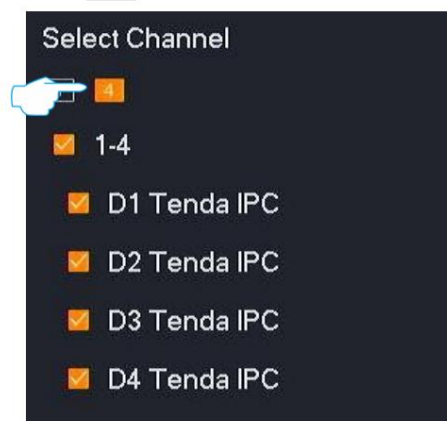 Select Channel
4
1-4
D1 Tenda IPC
D2 Tenda IPC
D3 Tenda IPC
D4 Tenda IPC